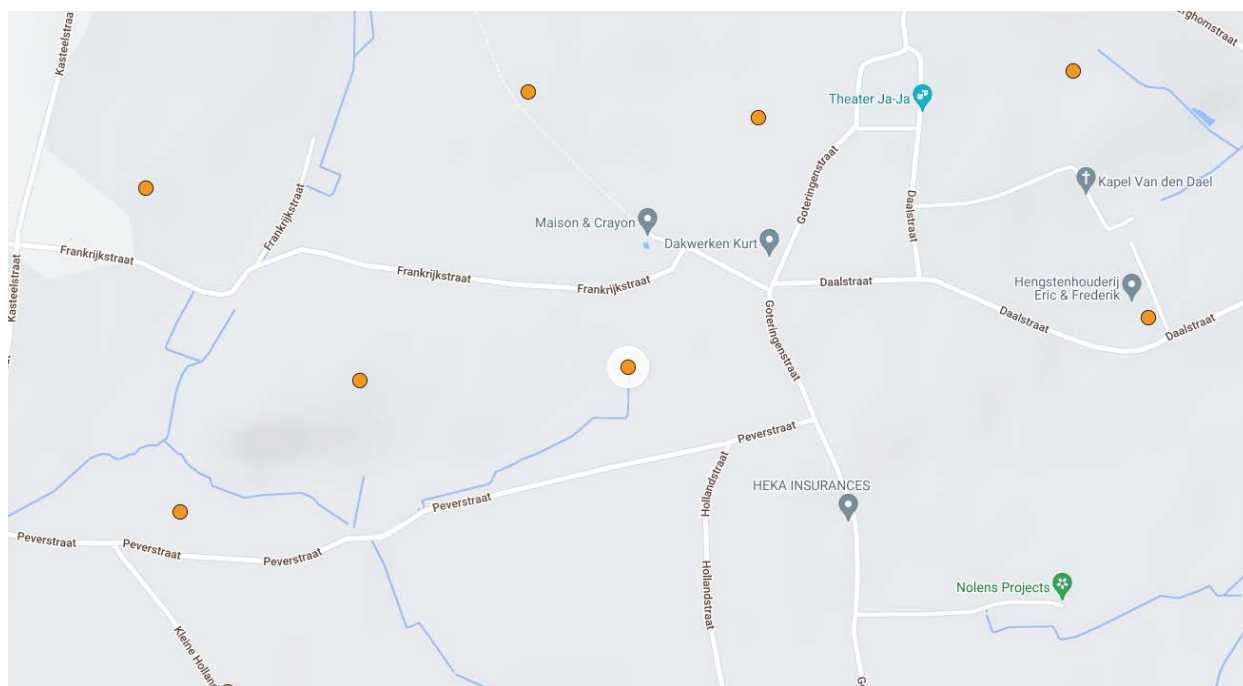 erghomstraat
Kasteelstraat
Theater Ja-Ja
Goteringenstraat
Kapel Van den Dael
Frankrijkstraat
Daalstraat
Maison & Crayon
Dakwerken Kurt
Frankrijkstraat
Frankrijkstraat
Frankrijkstraat
Daalstraat
Hengstenhouderij
Eric & Frederik
Kasteelstraat
Daalstraat
Daalstraat
Goteringenstraat
Peverstraat
Hollandstraat
HEKA INSURANCES
Peverstraat
Peverstraat
Peverstraat
Peverstraat
Nolens Projects
Hollandstraat
Kleine Holland
Go